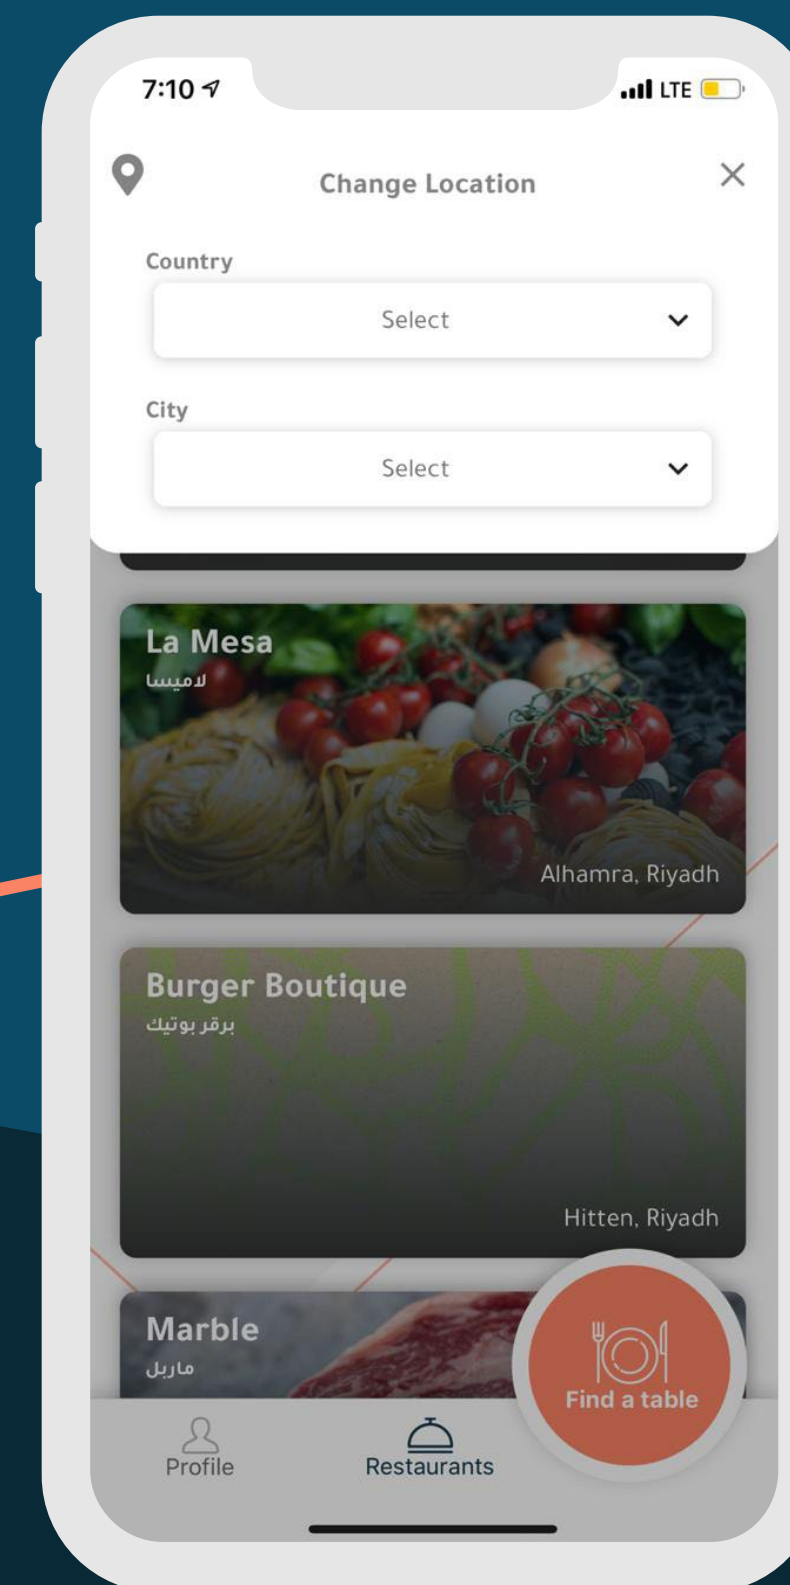 7:10
LTE
Change Location
Country
Select
City
Select
La Mesa
لاميسا
Alhamra, Riyadh
Burger Boutique
برقر بوتيك
Hitten, Riyadh
Marble
ماربل
Find a table
Profile
Restaurants